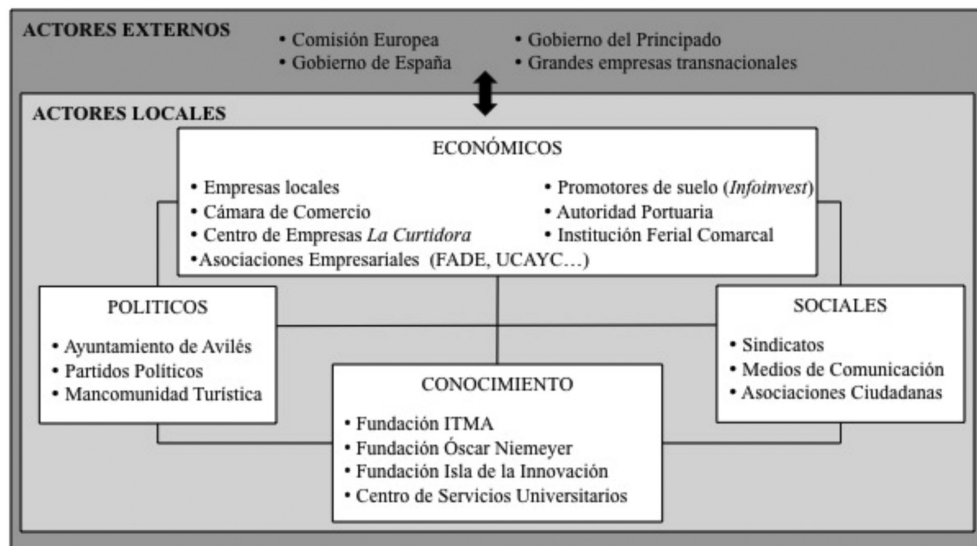 ACTORES EXTERNOS
• Comisión Europea
• Gobierno de España
• Gobierno del Principado
• Grandes empresas transnacionales
ACTORES LOCALES
ECONÓMICOS
• Empresas locales
• Cámara de Comercio
• Centro de Empresas La Curtidora
• Asociaciones Empresariales (FADE, UCAYC…)
• Promotores de suelo (Infoinvest)
• Autoridad Portuaria
• Institución Ferial Comarcal
POLITICOS
• Ayuntamiento de Avilés
• Partidos Políticos
• Mancomunidad Turística
SOCIALES
• Sindicatos
• Medios de Comunicación
• Asociaciones Ciudadanas
CONOCIMIENTO
• Fundación ITMA
• Fundación Óscar Niemeyer
• Fundación Isla de la Innovación
• Centro de Servicios Universitarios